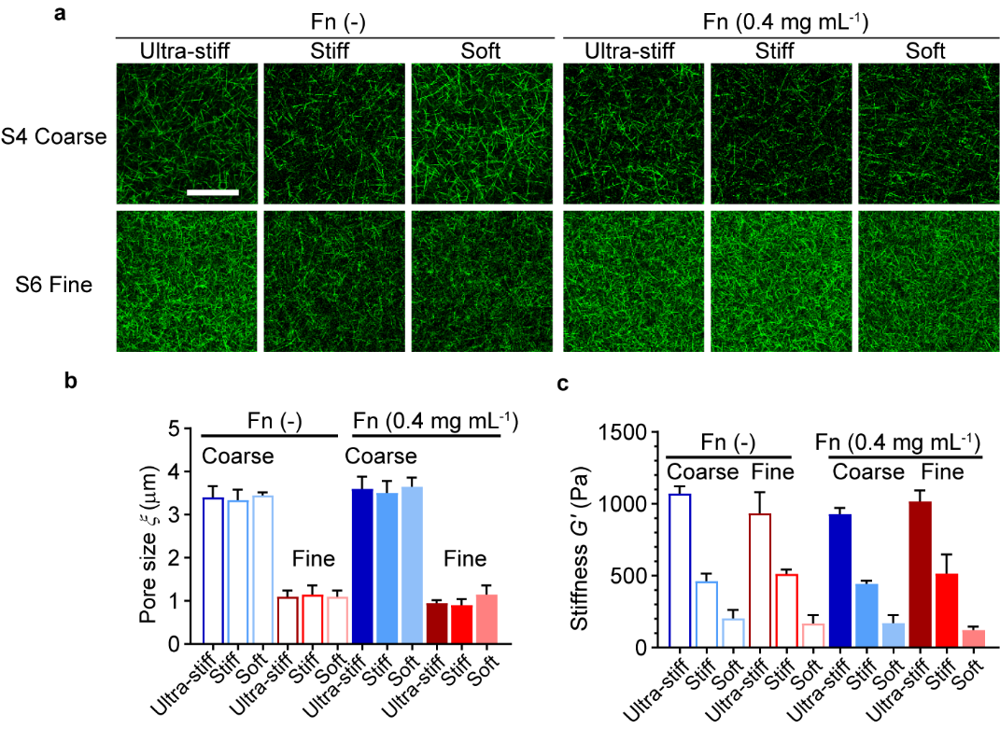 a
Fn (-) Fn (0.4 mg mL-1)
Ultra-stiff Stiff Soft Ultra-stiff Stiff Soft
S4 Coarse
S6 Fine
b
Fn (-) Fn (0.4 mg mL-1)
Coarse Coarse
Fine Fine
Pore size ξ (μm)
5
4
3
2
1
0
Ultra-stiff Stiff Soft Ultra-stiff Stiff Soft Ultra-stiff Stiff Soft Ultra-stiff Stiff Soft
c
Fn (-) Fn (0.4 mg mL-1)
Coarse Fine Coarse Fine
Stiffness G' (Pa)
1500
1000
500
0
Ultra-stiff Stiff Soft Ultra-stiff Stiff Soft Ultra-stiff Stiff Soft Ultra-stiff Stiff Soft